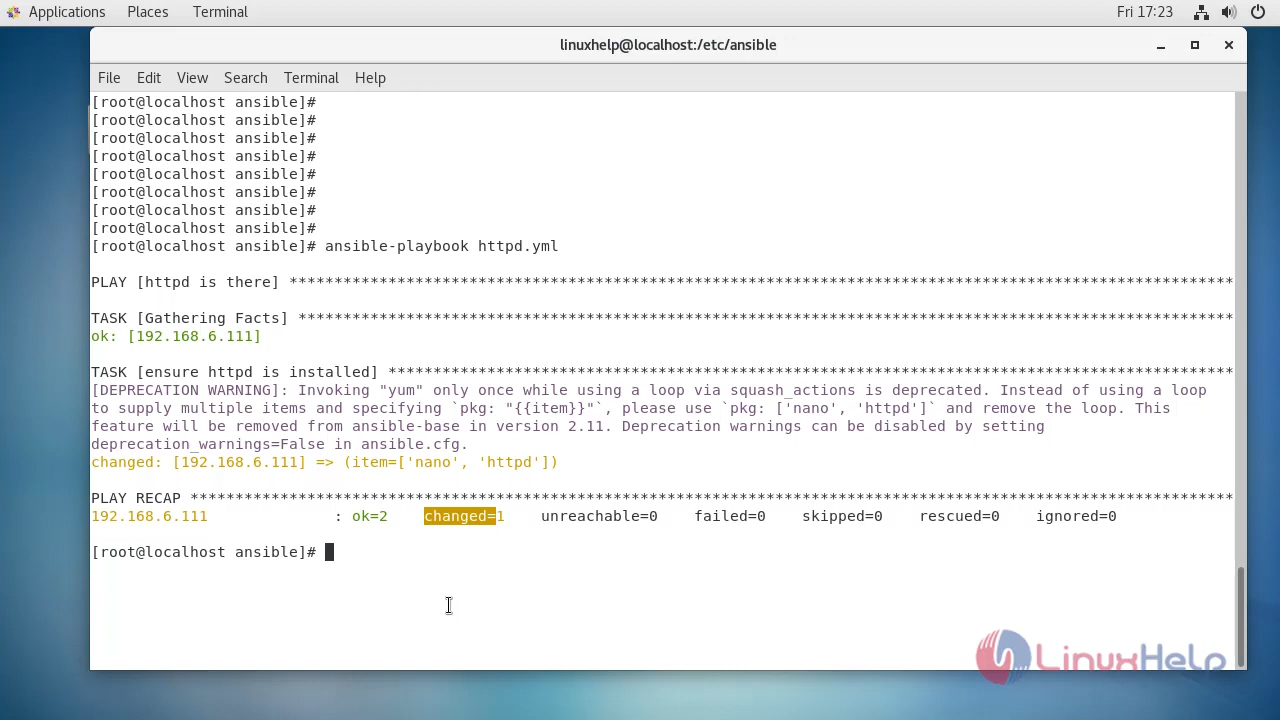 Applications Places Terminal Fri 17:23
linuxhelp@localhost:/etc/ansible
File Edit View Search Terminal Help
[root@localhost ansible]#
[root@localhost ansible]#
[root@localhost ansible]#
[root@localhost ansible]#
[root@localhost ansible]#
[root@localhost ansible]#
[root@localhost ansible]#
[root@localhost ansible]#
[root@localhost ansible]# ansible-playbook httpd.yml
PLAY [httpd is there] *********************************************************************************************************
TASK [Gathering Facts] ********************************************************************************************************
ok: [192.168.6.111]
TASK [ensure httpd is installed] **********************************************************************************************
[DEPRECATION WARNING]: Invoking "yum" only once while using a loop via squash_actions is deprecated. Instead of using a loop
to supply multiple items and specifying `pkg: "{{item}}"`, please use `pkg: ['nano', 'httpd']` and remove the loop. This
feature will be removed from ansible-base in version 2.11. Deprecation warnings can be disabled by setting
deprecation_warnings=False in ansible.cfg.
changed: [192.168.6.111] => (item=['nano', 'httpd'])
PLAY RECAP ********************************************************************************************************************
192.168.6.111              : ok=2    changed=1    unreachable=0    failed=0    skipped=0    rescued=0    ignored=0
[root@localhost ansible]#
LinuxHelp